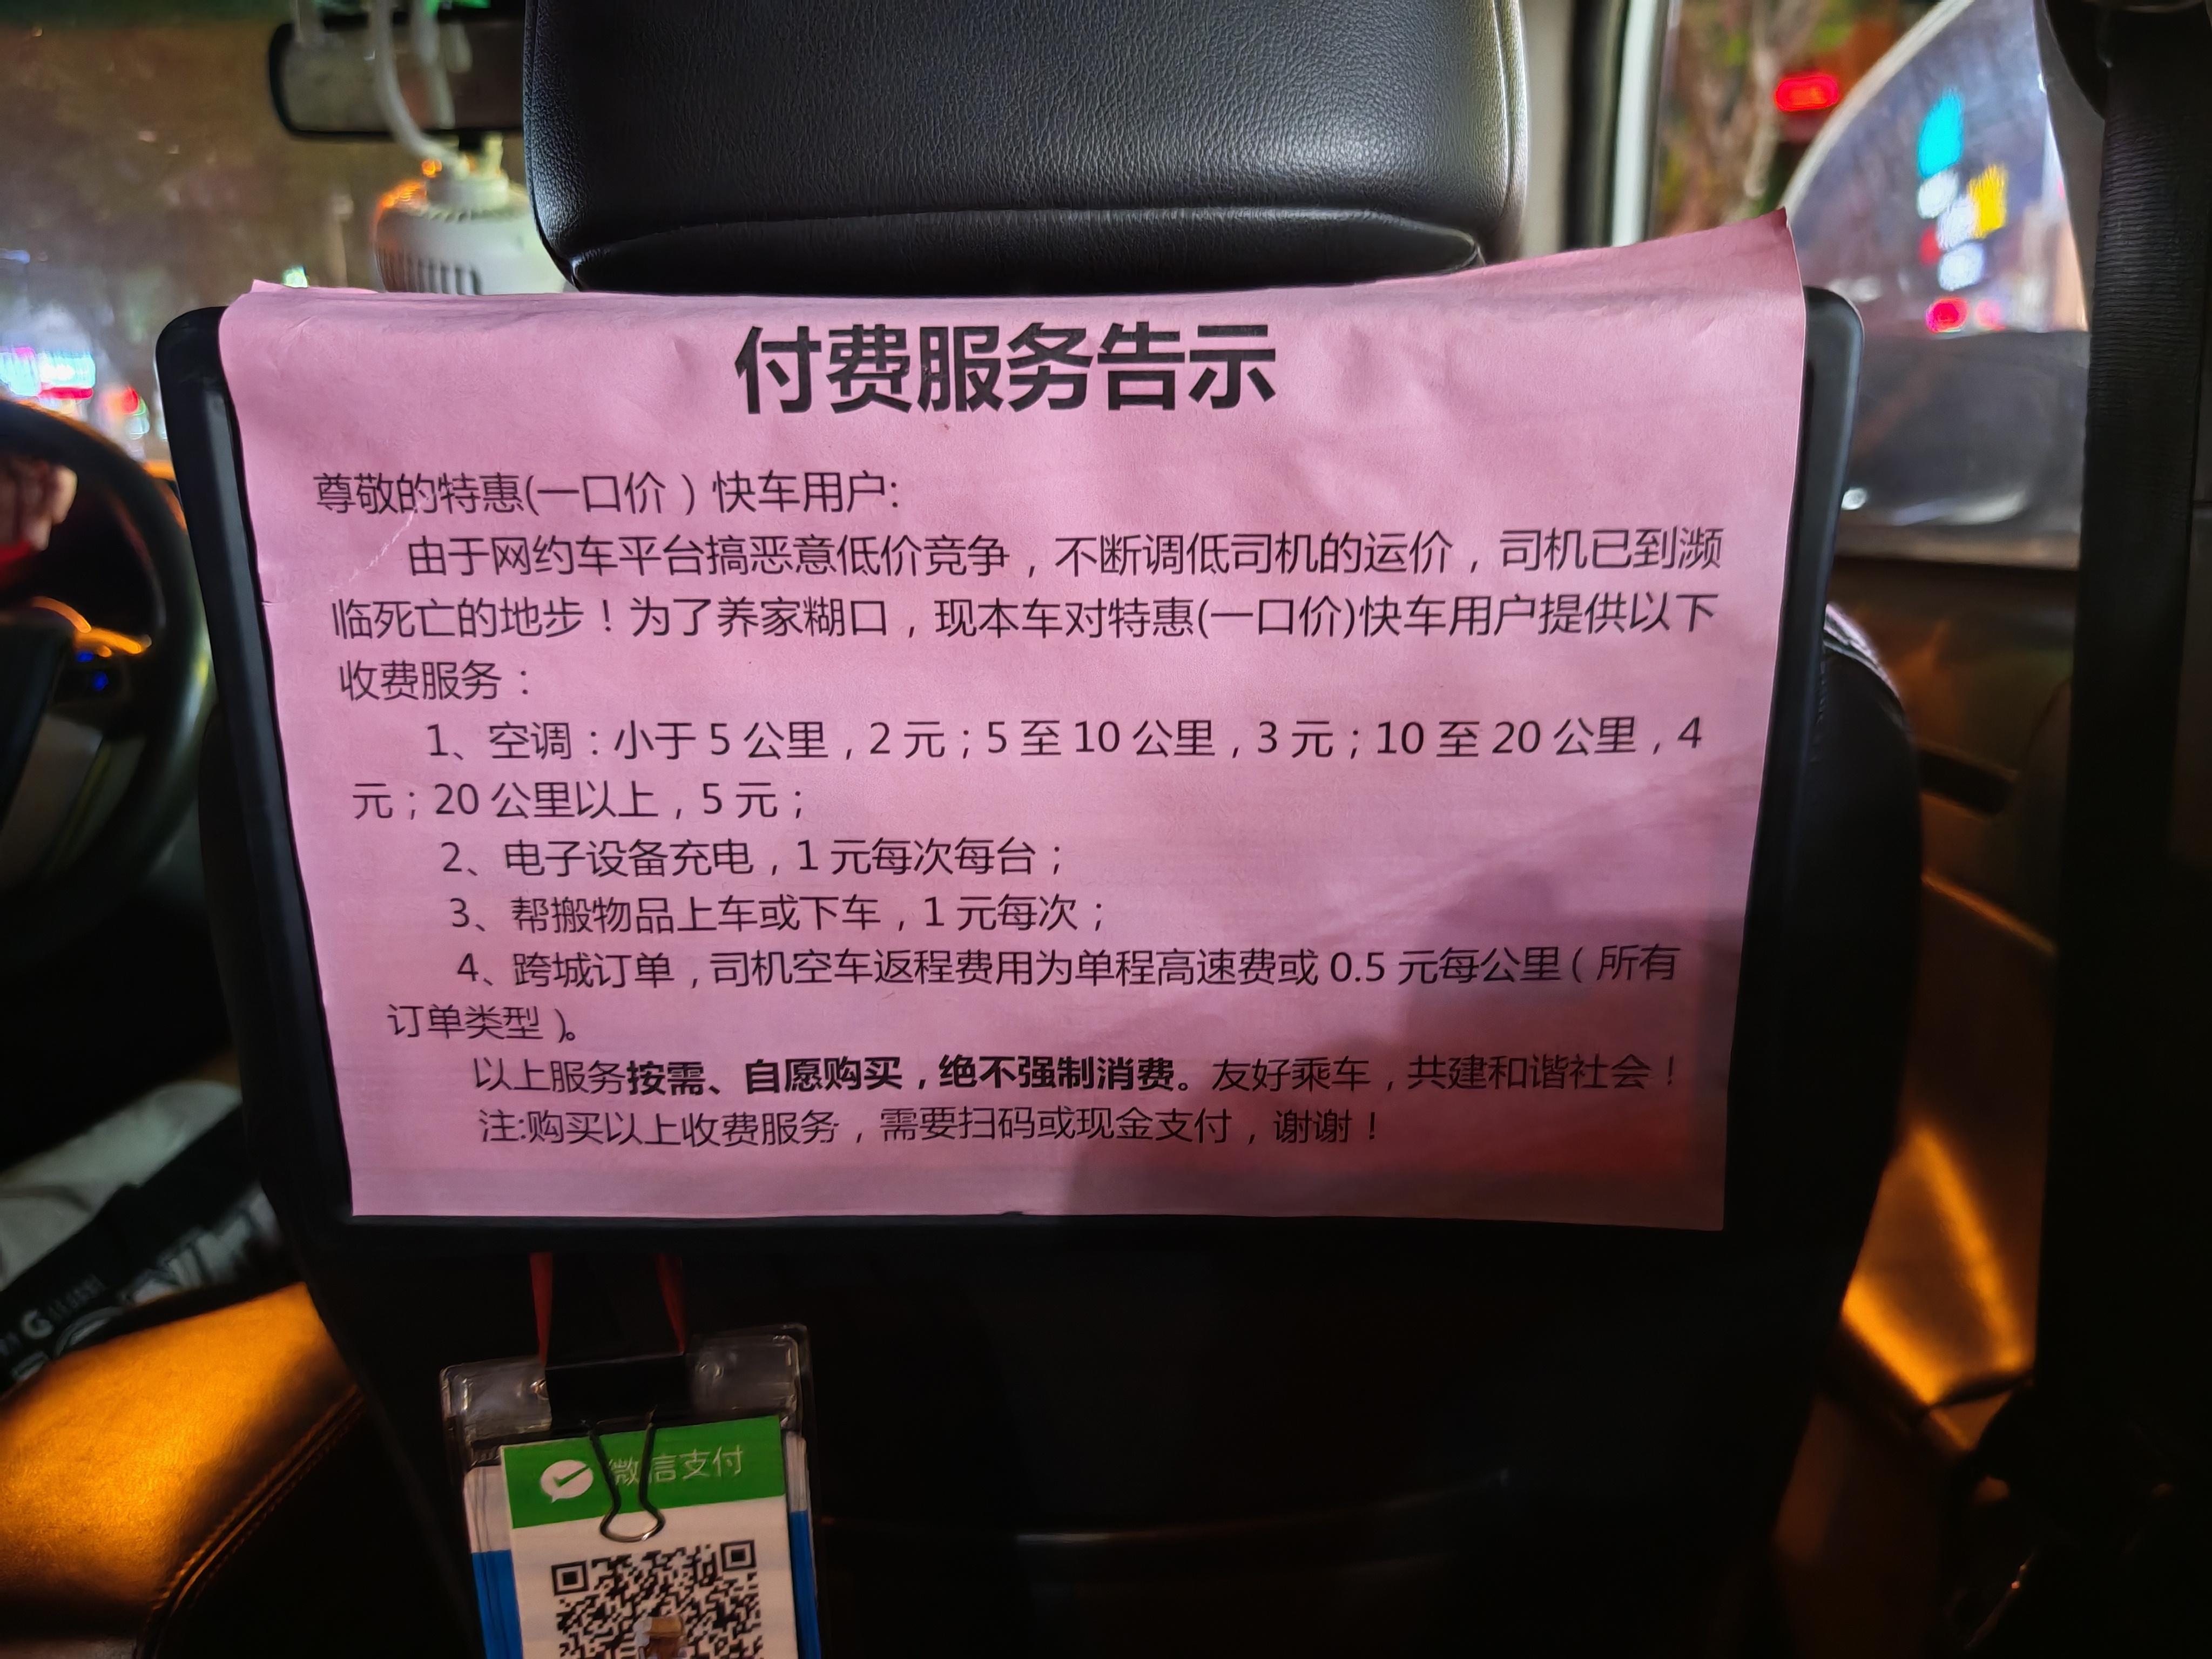 付费服务告示
尊敬的特惠(一口价）快车用户:
由于网约车平台搞恶意低价竞争，不断调低司机的运价，司机已到濒
临死亡的地步！为了养家糊口，现本车对特惠(一口价)快车用户提供以下
收费服务：
1、空调：小于5公里，2元；5至10公里，3元；10至20公里，4
元；20公里以上，5元；
2、电子设备充电，1元每次每台；
3、帮搬物品上车或下车，1元每次；
4、跨城订单，司机空车返程费用为单程高速费或0.5元每公里（所有
订单类型）。
以上服务按需、自愿购买，绝不强制消费。友好乘车，共建和谐社会！
注:购买以上收费服务，需要扫码或现金支付，谢谢！
微信支付